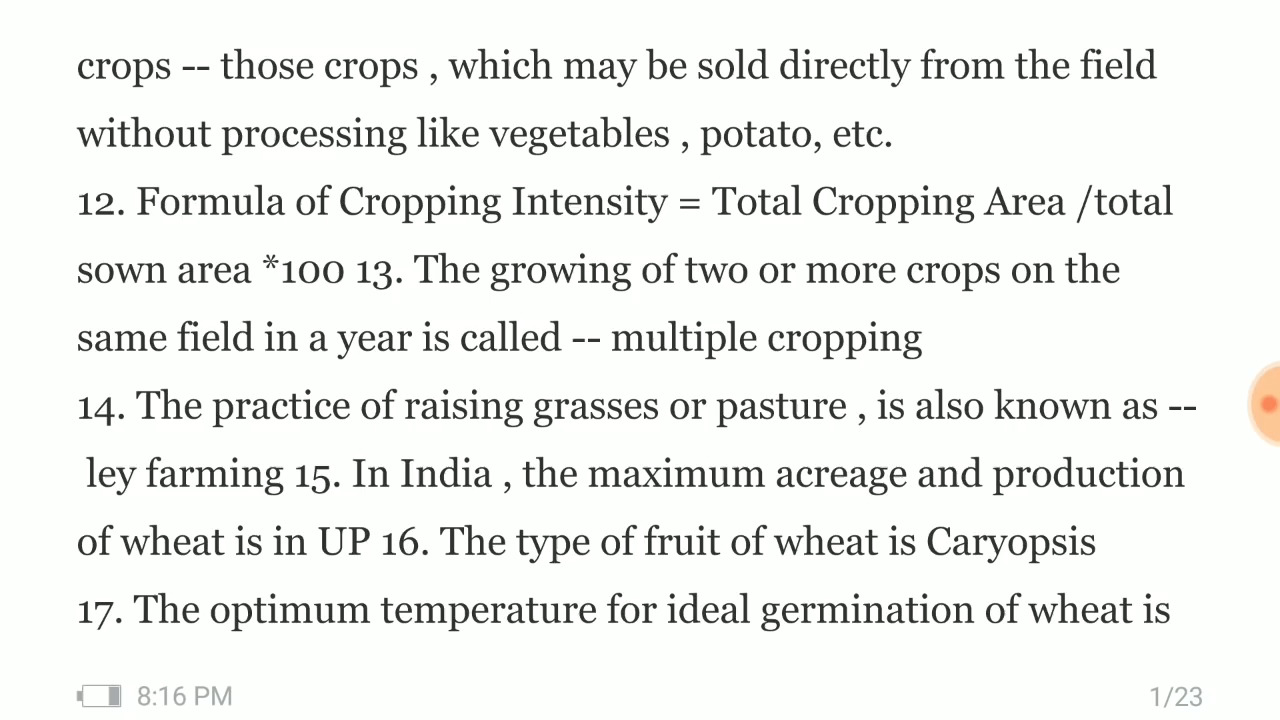 crops -- those crops , which may be sold directly from the field
without processing like vegetables , potato, etc.
12. Formula of Cropping Intensity = Total Cropping Area /total
sown area *100 13. The growing of two or more crops on the
same field in a year is called -- multiple cropping
14. The practice of raising grasses or pasture , is also known as --
ley farming 15. In India , the maximum acreage and production
of wheat is in UP 16. The type of fruit of wheat is Caryopsis
17. The optimum temperature for ideal germination of wheat is
8:16 PM 1/23